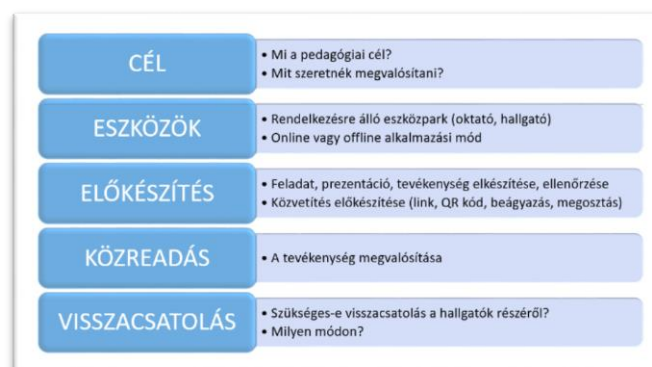 CÉL
• Mi a pedagógiai cél?
• Mit szeretnék megvalósítani?
ESZKÖZÖK
• Rendelkezésre álló eszközpark (oktató, hallgató)
• Online vagy offline alkalmazási mód
ELŐKÉSZÍTÉS
• Feladat, prezentáció, tevékenység elkészítése, ellenőrzése
• Közvetítés előkészítése (link, QR kód, beágyazás, megosztás)
KÖZREADÁS
• A tevékenység megvalósítása
VISSZACSATOLÁS
• Szükséges-e visszacsatolás a hallgatók részéről?
• Milyen módon?